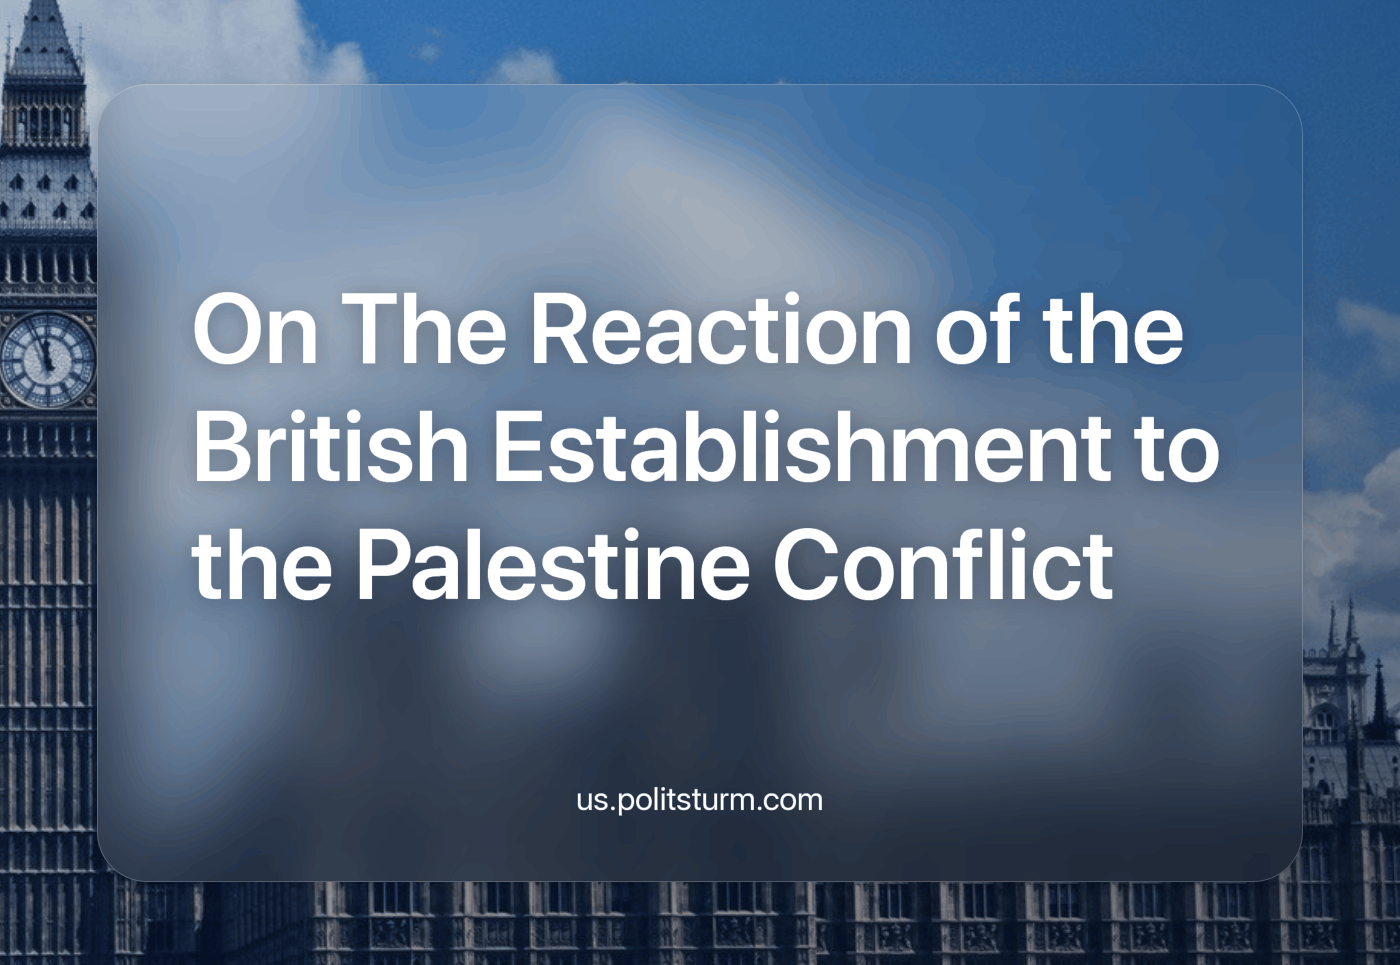 On The Reaction of the
British Establishment to
the Palestine Conflict
us.politsturm.com